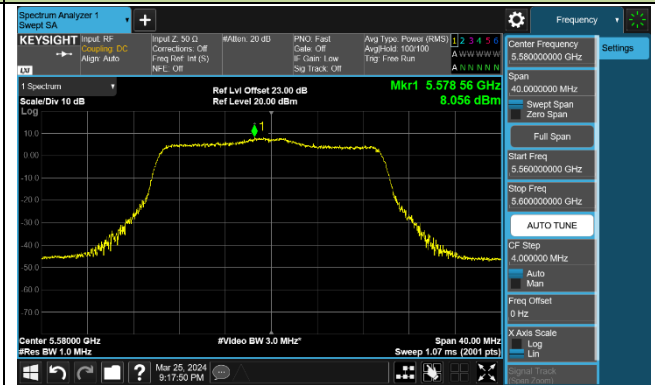 Spectrum Analyzer 1
Swept SA
Frequency
KEYSIGHT
Input: RF
Coupling: DC
Align: Auto
Input Z: 50 Ω
Corrections: Off
Freq Ref: Int (S)
NFE: Off
#Atten: 20 dB
PNO: Fast
Gate: Off
IF Gain: Low
Sig Track: Off
Avg Type: Power (RMS)
Avg|Hold: 100/100
Trig: Free Run
1 2 3 4 5 6
A W W W W W
A N N N N N
LXI
1 Spectrum
Scale/Div 10 dB
Log
Ref Lvl Offset 23.00 dB
Ref Level 20.00 dBm
Mkr1 5.578 56 GHz
8.056 dBm
1
10.0
0.00
-10.0
-20.0
-30.0
-40.0
-50.0
-60.0
-70.0
Center 5.58000 GHz
#Res BW 1.0 MHz
#Video BW 3.0 MHz*
Span 40.00 MHz
Sweep 1.07 ms (2001 pts)
Center Frequency
5.580000000 GHz
Settings
Span
40.0000000 MHz
Swept Span
Zero Span
Full Span
Start Freq
5.560000000 GHz
Stop Freq
5.600000000 GHz
AUTO TUNE
CF Step
4.000000 MHz
Auto
Man
Freq Offset
0 Hz
X Axis Scale
Log
Lin
Signal Track
(Span Zoom)
?
Mar 25, 2024
9:17:50 PM